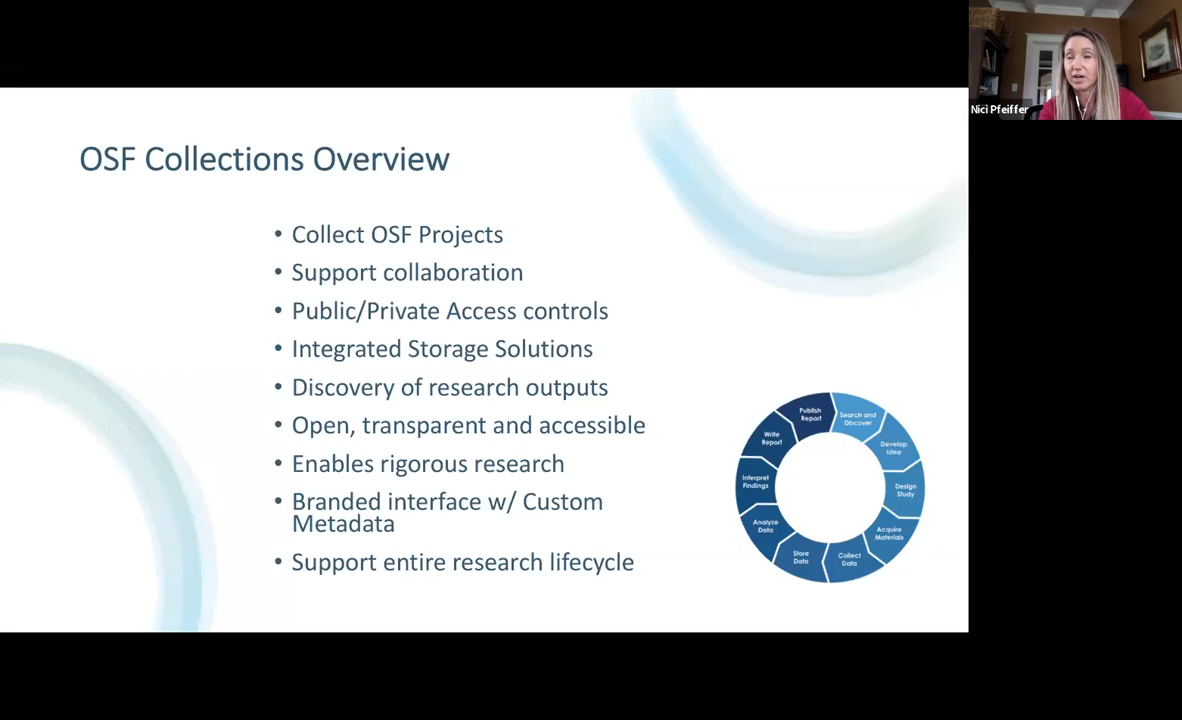 Nici Pfeiffer
OSF Collections Overview
• Collect OSF Projects
• Support collaboration
• Public/Private Access controls
• Integrated Storage Solutions
• Discovery of research outputs
• Open, transparent and accessible
• Enables rigorous research
• Branded interface w/ Custom
Metadata
• Support entire research lifecycle
Publish
Report
Search and
Discover
Develop
Idea
Design
Study
Acquire
Materials
Collect
Data
Store
Data
Analyze
Data
Interpret
Findings
Write
Report